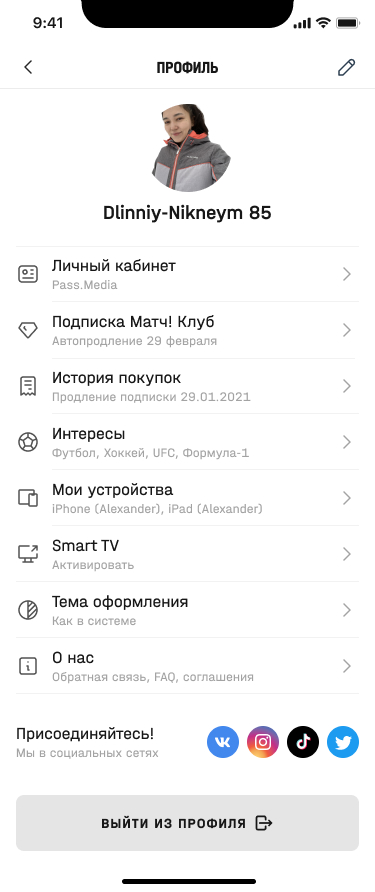 9:41
ПРОФИЛЬ
Dlinniy-Nikneym 85
Личный кабинет
Pass.Media
Подписка Матч! Клуб
Автопродление 29 февраля
История покупок
Продление подписки 29.01.2021
Интересы
Футбол, Хоккей, UFC, Формула-1
Мои устройства
iPhone (Alexander), iPad (Alexander)
Smart TV
Активировать
Тема оформления
Как в системе
О нас
Обратная связь, FAQ, соглашения
Присоединяйтесь!
Мы в социальных сетях
ВЫЙТИ ИЗ ПРОФИЛЯ